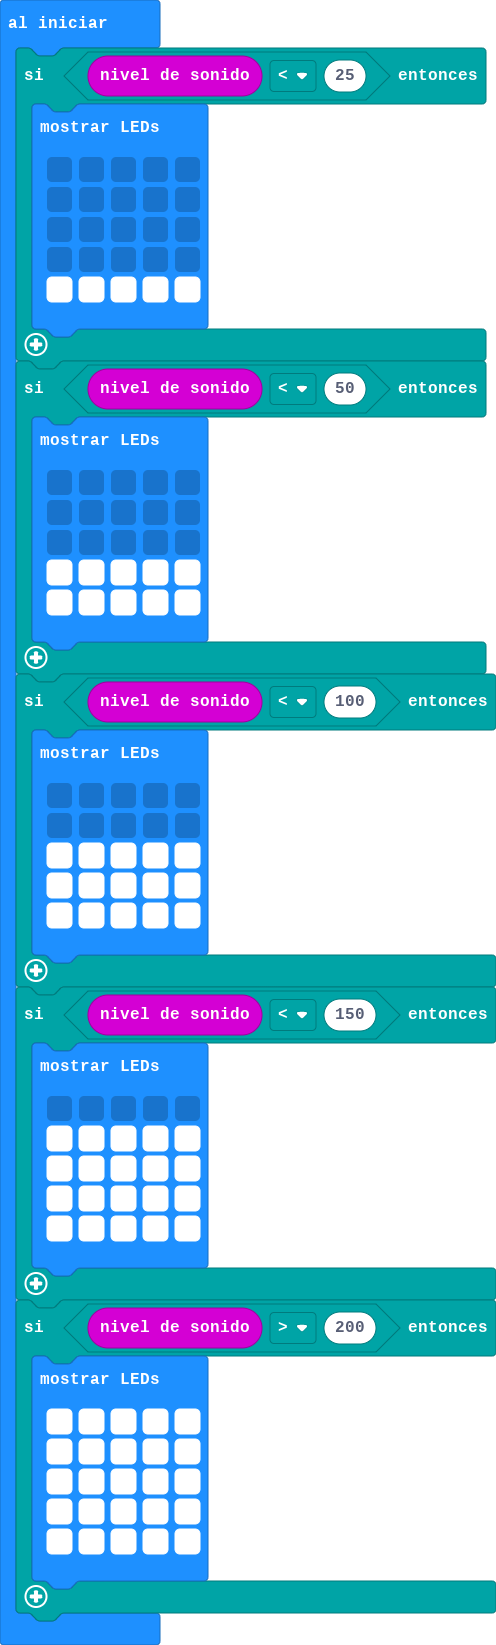 al iniciar
si nivel de sonido < 25 entonces
mostrar LEDs
si nivel de sonido < 50 entonces
mostrar LEDs
si nivel de sonido < 100 entonces
mostrar LEDs
si nivel de sonido < 150 entonces
mostrar LEDs
si nivel de sonido > 200 entonces
mostrar LEDs